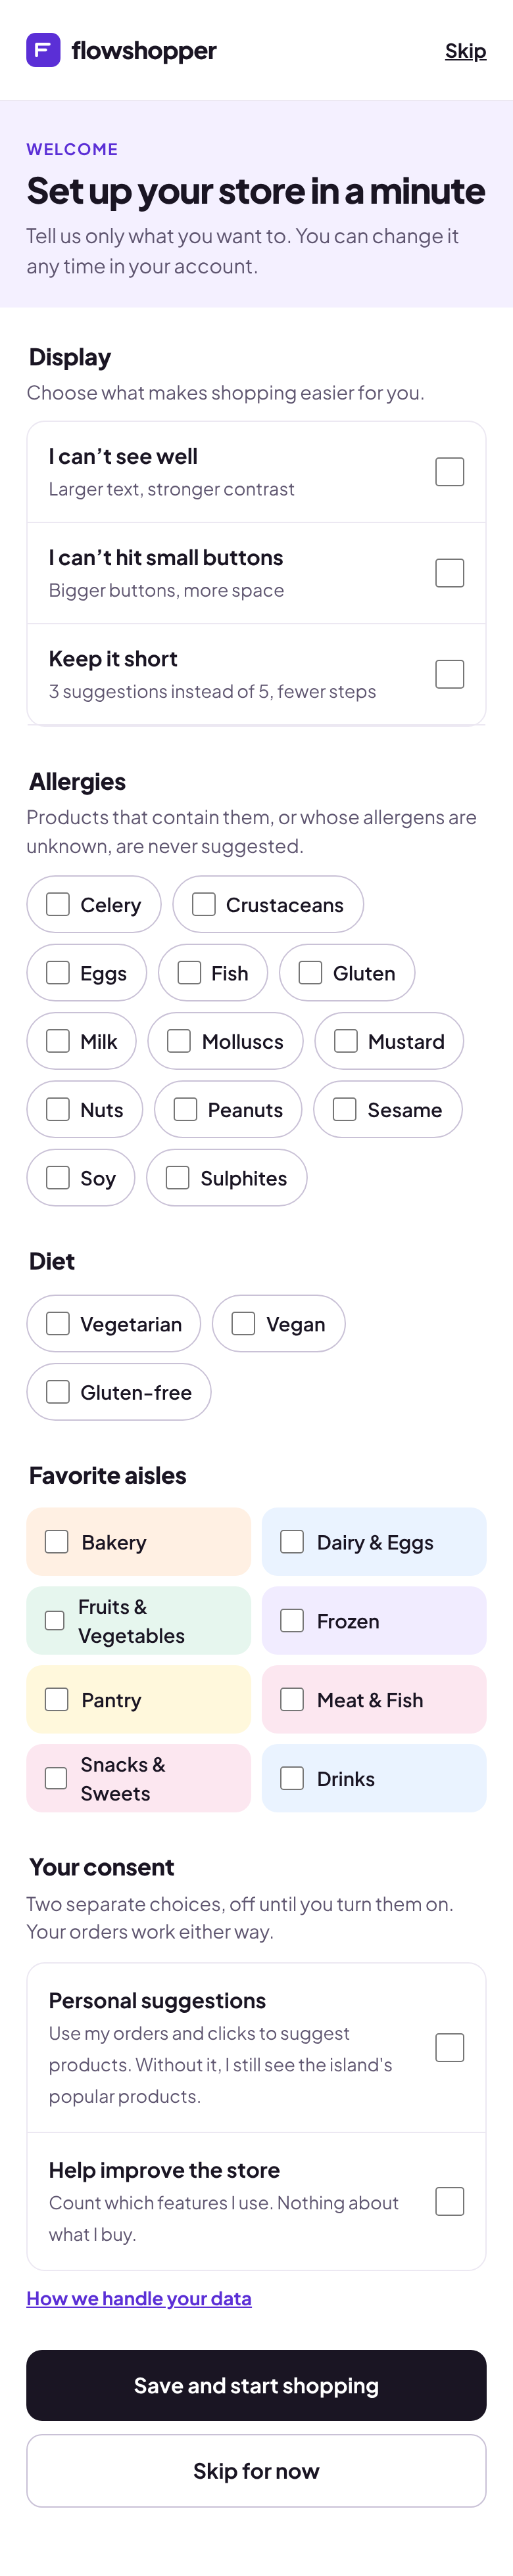 flowshopper
Skip
WELCOME
Set up your store in a minute
Tell us only what you want to. You can change it
any time in your account.
Display
Choose what makes shopping easier for you.
I can’t see well
Larger text, stronger contrast
I can’t hit small buttons
Bigger buttons, more space
Keep it short
3 suggestions instead of 5, fewer steps
Allergies
Products that contain them, or whose allergens are
unknown, are never suggested.
Celery
Crustaceans
Eggs
Fish
Gluten
Milk
Molluscs
Mustard
Nuts
Peanuts
Sesame
Soy
Sulphites
Diet
Vegetarian
Vegan
Gluten-free
Favorite aisles
Bakery
Dairy & Eggs
Fruits &
Vegetables
Frozen
Pantry
Meat & Fish
Snacks &
Sweets
Drinks
Your consent
Two separate choices, off until you turn them on.
Your orders work either way.
Personal suggestions
Use my orders and clicks to suggest
products. Without it, I still see the island's
popular products.
Help improve the store
Count which features I use. Nothing about
what I buy.
How we handle your data
Save and start shopping
Skip for now